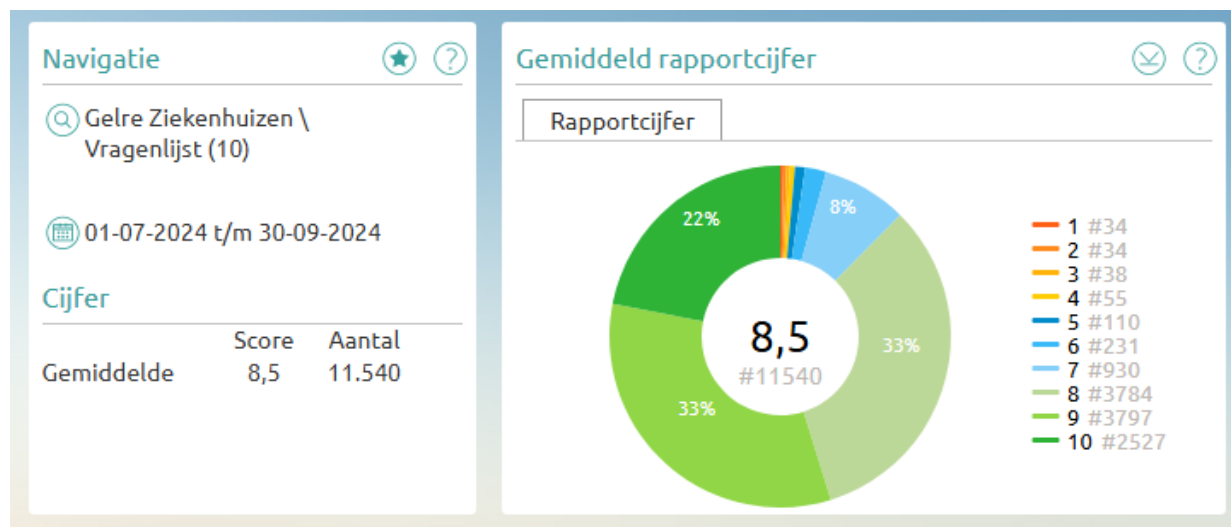 Navigatie
Gelre Ziekenhuizen \
Vragenlijst (10)
01-07-2024 t/m 30-09-2024
Cijfer
Score Aantal
Gemiddelde 8,5 11.540
Gemiddeld rapportcijfer
Rapportcijfer
22%
8%
33%
33%
8,5
#11540
1 #34
2 #34
3 #38
4 #55
5 #110
6 #231
7 #930
8 #3784
9 #3797
10 #2527